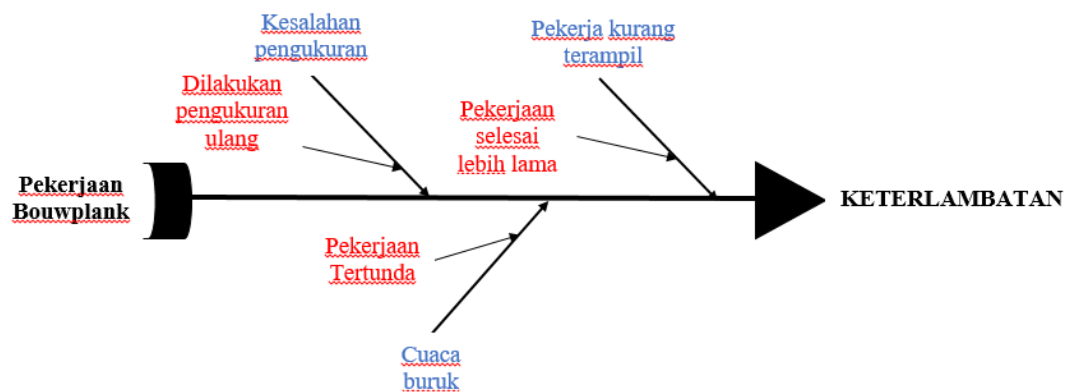 Kesalahan
pengukuran
Pekerja kurang
terampil
Dilakukan
pengukuran
ulang
Pekerjaan
selesai
lebih lama
Pekerjaan
Bouwplank
KETERLAMBATAN
Pekerjaan
Tertunda
Cuaca
buruk